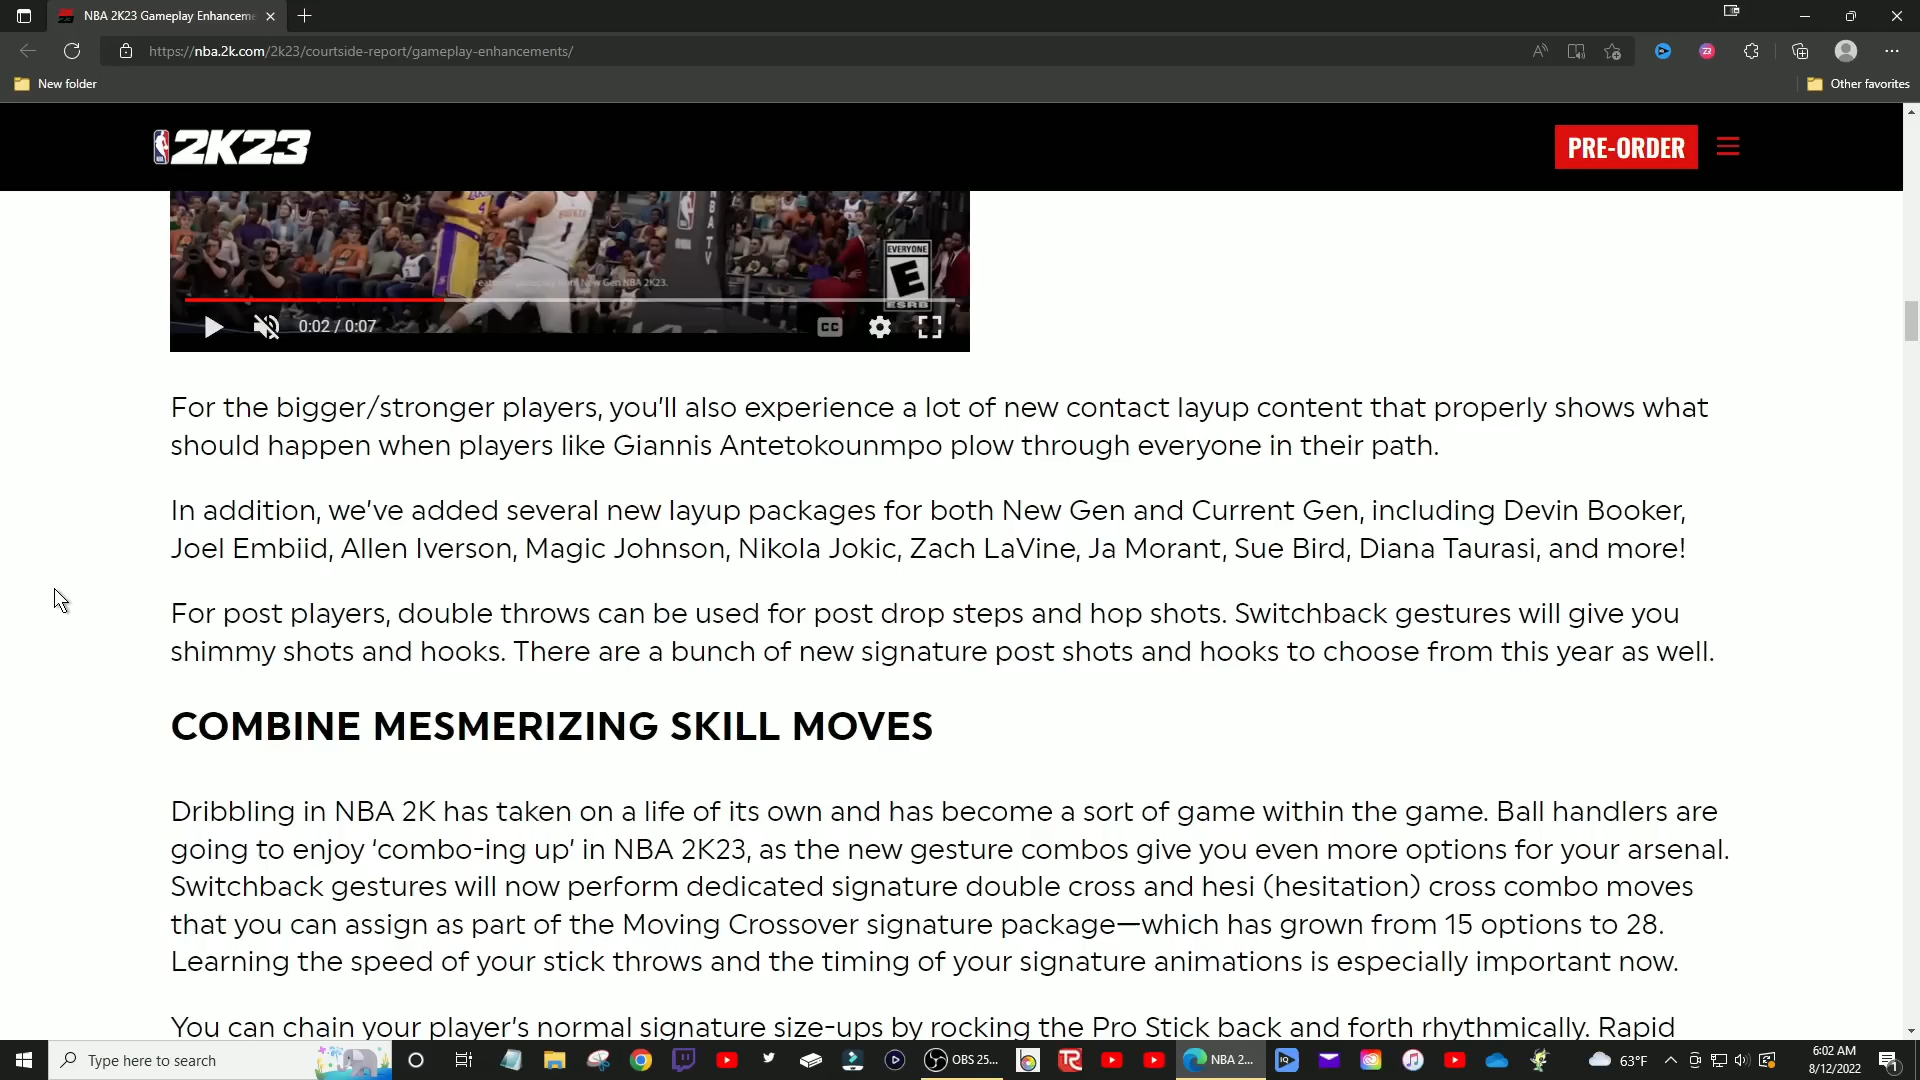 NBA 2K23 Gameplay Enhancem
https://nba.2k.com/2k23/courtside-report/gameplay-enhancements/
New folder
Other favorites
2K23
PRE-ORDER
NBA TV
1
EVERYONE
E
ESRB
0:02 / 0:07
CC
For the bigger/stronger players, you'll also experience a lot of new contact layup content that properly shows what
should happen when players like Giannis Antetokounmpo plow through everyone in their path.
In addition, we've added several new layup packages for both New Gen and Current Gen, including Devin Booker,
Joel Embiid, Allen Iverson, Magic Johnson, Nikola Jokic, Zach LaVine, Ja Morant, Sue Bird, Diana Taurasi, and more!
For post players, double throws can be used for post drop steps and hop shots. Switchback gestures will give you
shimmy shots and hooks. There are a bunch of new signature post shots and hooks to choose from this year as well.
COMBINE MESMERIZING SKILL MOVES
Dribbling in NBA 2K has taken on a life of its own and has become a sort of game within the game. Ball handlers are
going to enjoy 'combo-ing up' in NBA 2K23, as the new gesture combos give you even more options for your arsenal.
Switchback gestures will now perform dedicated signature double cross and hesi (hesitation) cross combo moves
that you can assign as part of the Moving Crossover signature package—which has grown from 15 options to 28.
Learning the speed of your stick throws and the timing of your signature animations is especially important now.
You can chain your player's normal signature size-ups by rocking the Pro Stick back and forth rhythmically. Rapid
Type here to search
OBS 25...
NBA 2...
63°F
6:02 AM
8/12/2022
1